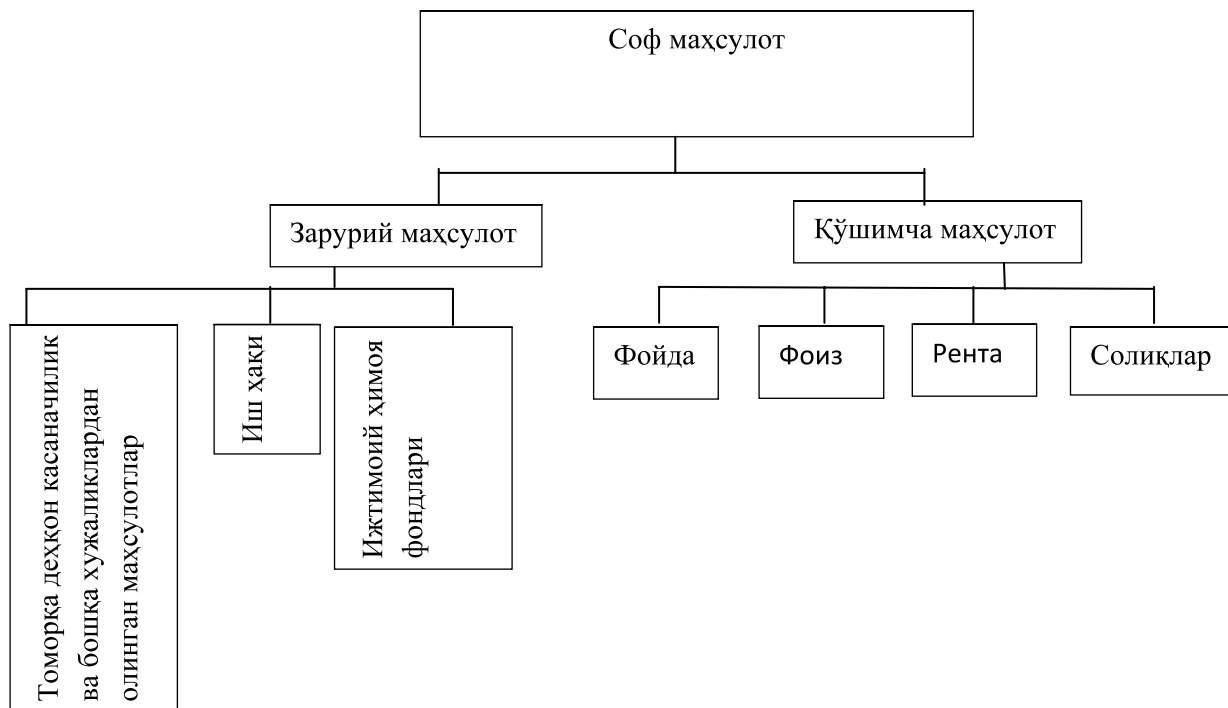 Соф маҳсулот
Зарурий маҳсулот
Қўшимча маҳсулот
Томорқа деҳқон касаначилик
ва бошқа хужаликлардан
олинган маҳсулотлар
Иш ҳақи
Ижтимоий ҳимоя
фондлари
Фойда
Фоиз
Рента
Солиқлар